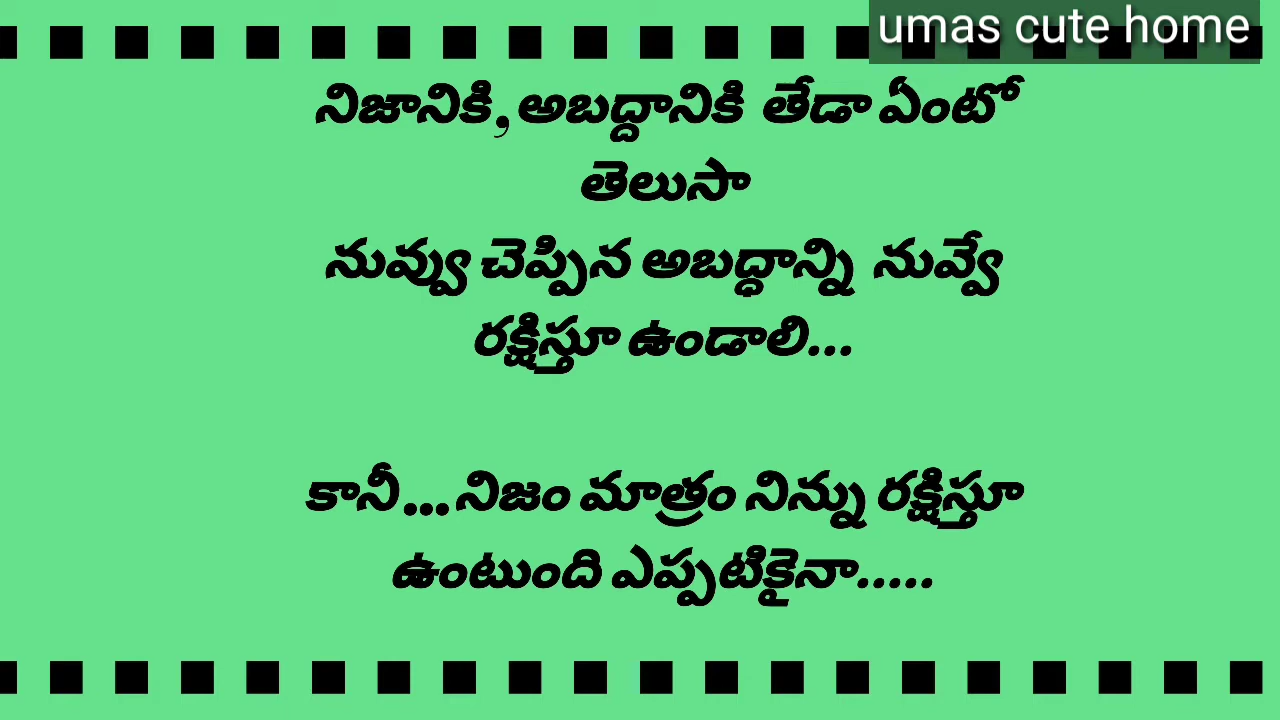 umas cute home
నిజానికి,అబద్దానికి తేడా ఏంటో
తెలుసా
నువ్వు చెప్పిన అబద్ధాన్ని నువ్వే
రక్షిస్తూ ఉండాలి...
కానీ...నిజం మాత్రం నిన్ను రక్షిస్తూ
ఉంటుంది ఎప్పటికైనా.....